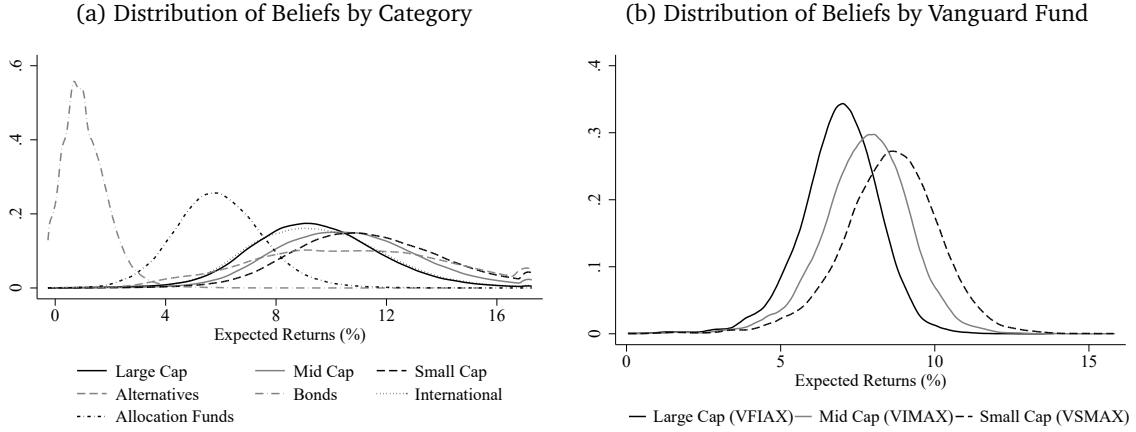 (a) Distribution of Beliefs by Category
.6
.4
.2
0
0 4 8 12 16
Expected Returns (%)
Large Cap Mid Cap Small Cap
Alternatives Bonds International
Allocation Funds
(b) Distribution of Beliefs by Vanguard Fund
.4
.3
.2
.1
0
0 5 10 15
Expected Returns (%)
Large Cap (VFIAX) Mid Cap (VIMAX) Small Cap (VSMAX)